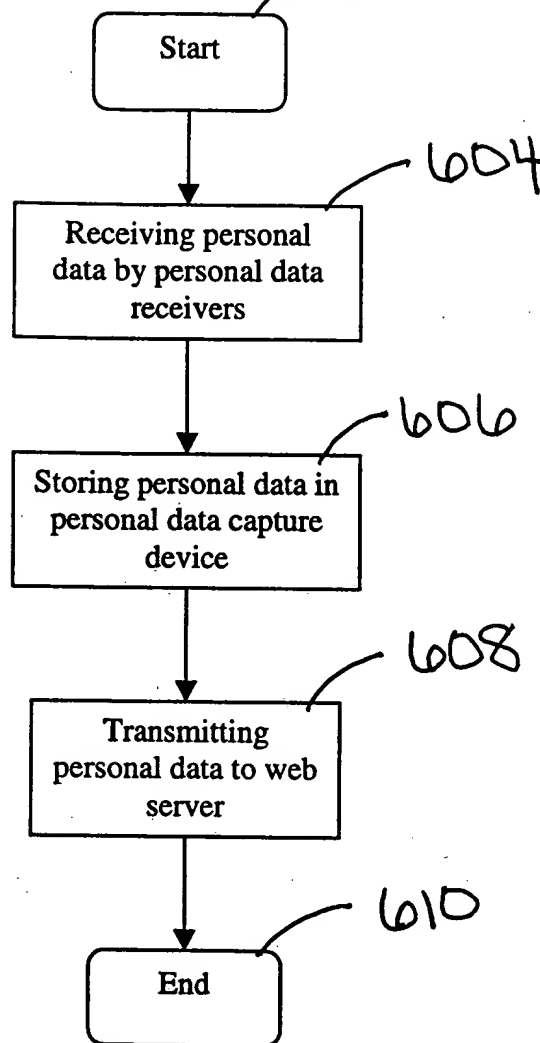 Start
604
Receiving personal
data by personal data
receivers
606
Storing personal data in
personal data capture
device
608
Transmitting
personal data to web
server
610
End